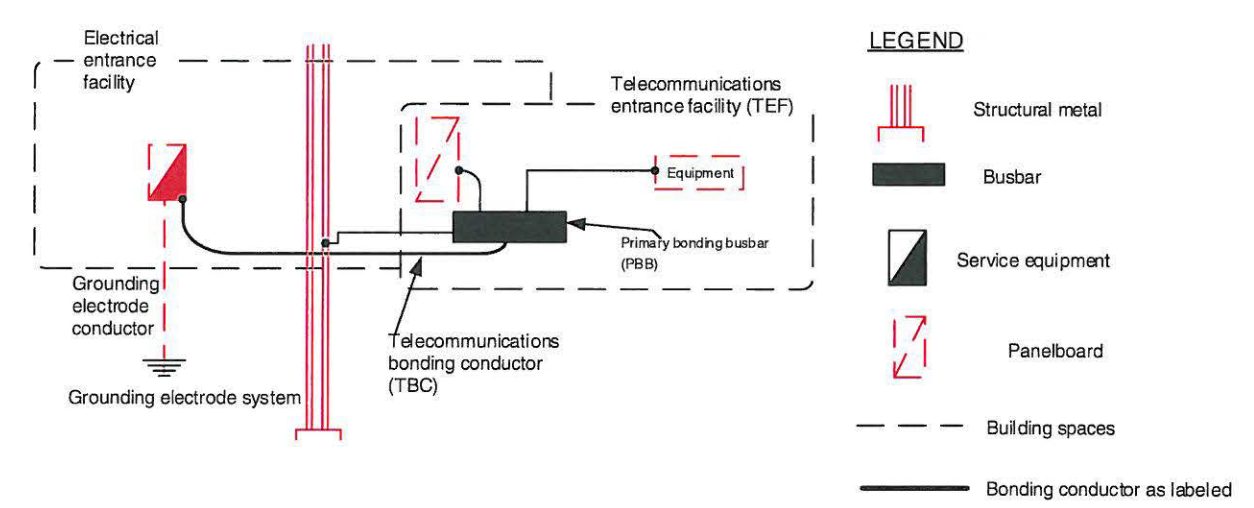 Electrical
entrance
facility
Telecommunications
entrance facility (TEF)
Equipment
Primary bonding busbar
(PBB)
Grounding
electrode
conductor
Telecommunications
bonding conductor
(TBC)
Grounding electrode system
LEGEND
Structural metal
Busbar
Service equipment
Panelboard
Building spaces
Bonding conductor as labeled